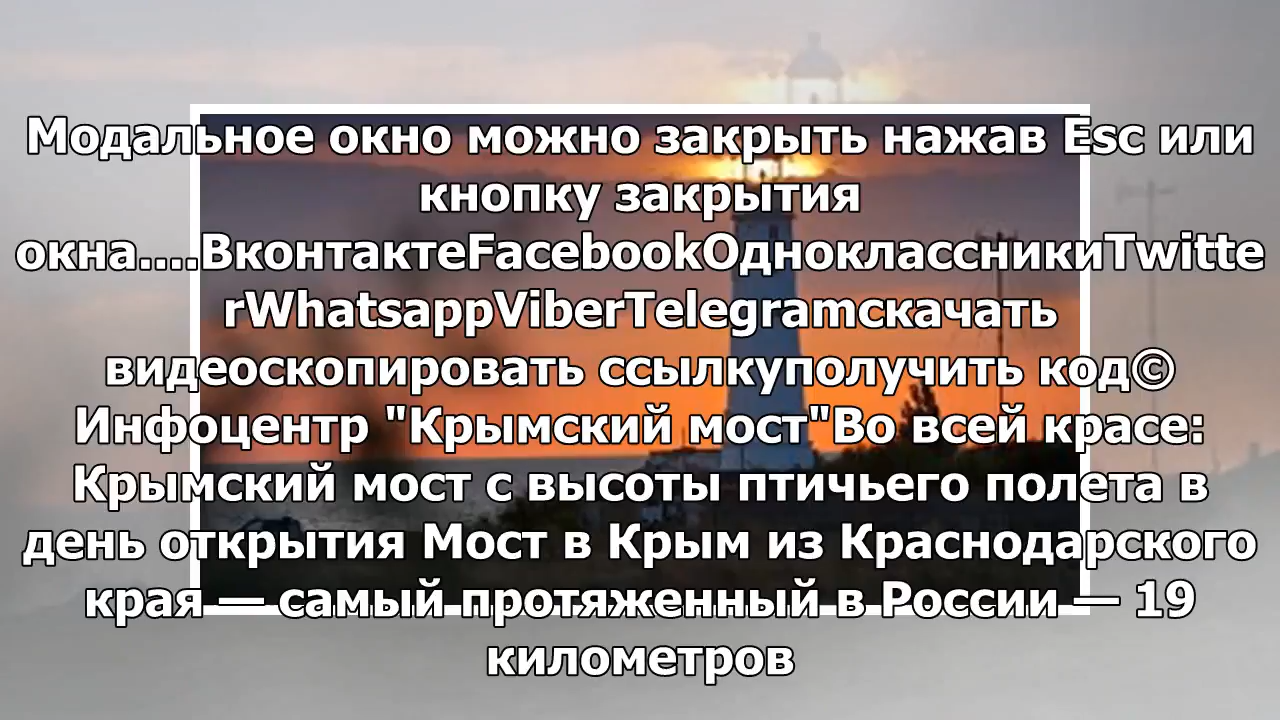 Модальное окно можно закрыть нажав Esc или
кнопку закрытия
окна....ВконтактеFacebookОдноклассникиTwitte
rWhatsappViberTelegramскачать
видеоскопировать ссылкуполучить код©
Инфоцентр "Крымский мост"Во всей красе:
Крымский мост с высоты птичьего полета в
день открытия Мост в Крым из Краснодарского
края — самый протяженный в России — 19
километров